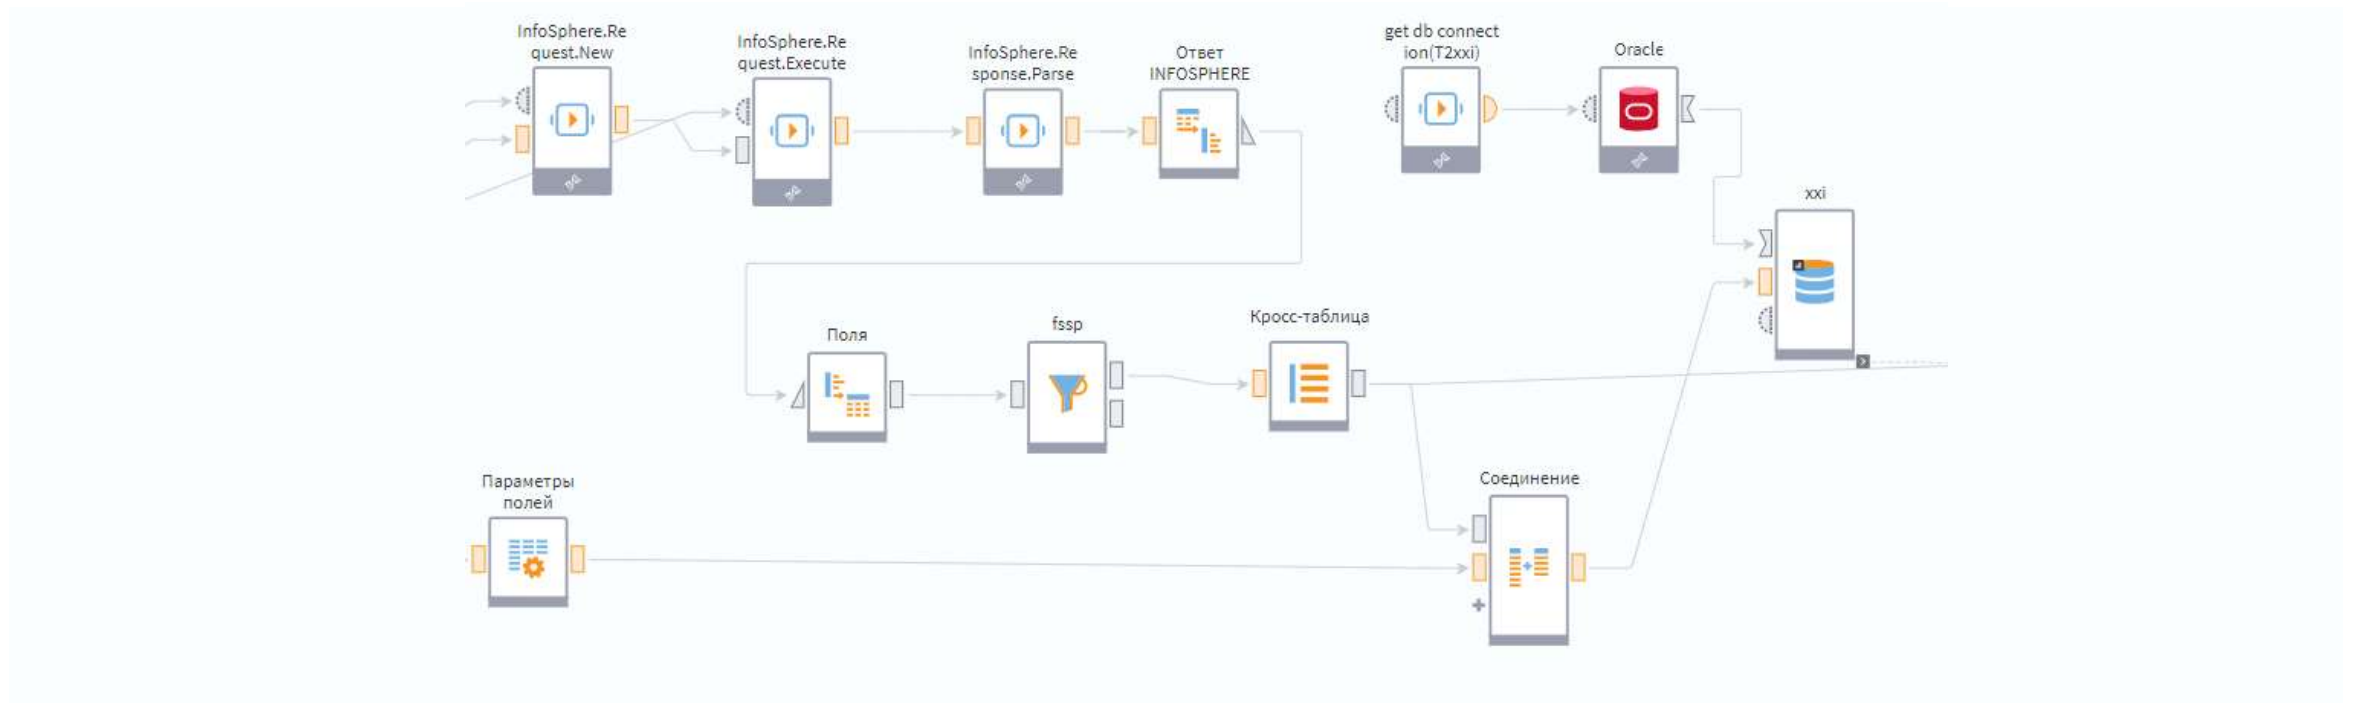 InfoSphere.Re
quest.New
InfoSphere.Re
quest.Execute
InfoSphere.Re
sponse.Parse
Ответ
INFOSPHERE
get db connect
ion(T2xxi)
Oracle
xxi
Поля
fssp
Кросс-таблица
Параметры
полей
Соединение